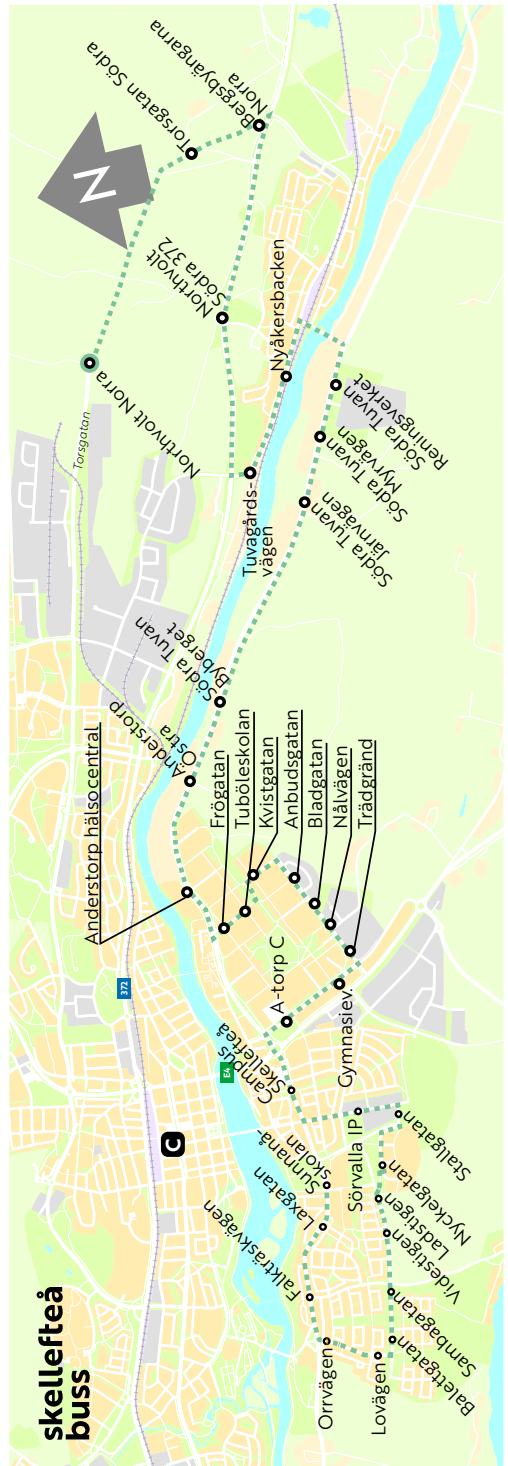 Bergsbyängarna
Norra
Torsgatan Södra
N
Northvolt
Södra 372
Nyåkersbacken
Northvolt Norra
Torsgatan
Södra Tuvan
Reningsverket
Södra Tuvan
Myrvägen
Södra Tuvan
Järnvägen
Tuvagårds-
vägen
Södra Tuvan
Byberget
Anderstorp
Östra
Anderstorp hälsocentral
Frögatan
Tuböleskolan
Kvistgatan
Anbudsgatan
Bladgatan
Nålvägen
Trädgränd
372
A-torp C
Gymnasiev.
Campus
Skellefteå
E4
C
Sunnanå-
skolan
Sörvalla IP
Stallgatan
Nyckelgatan
Ladstigen
Videstigen
Laxgatan
Falkträskvägen
Sambagatan
Balettgatan
Orrvägen
Lovägen
skellefteå
buss